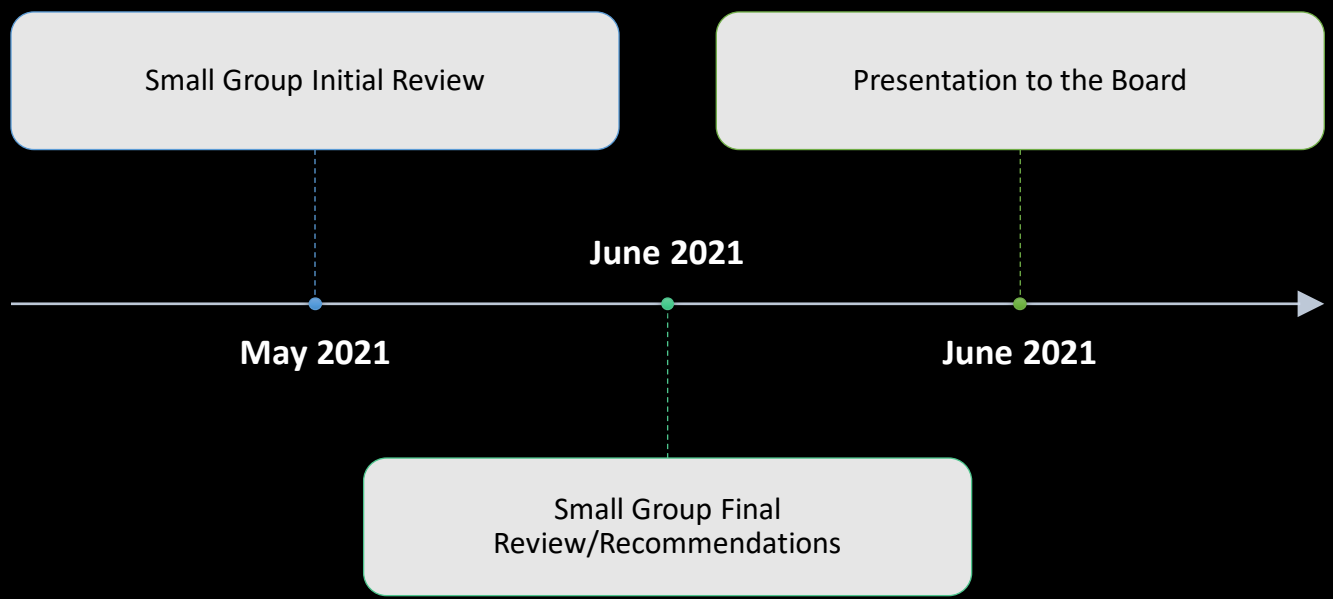 Small Group Initial Review
Presentation to the Board
June 2021
May 2021
June 2021
Small Group Final
Review/Recommendations